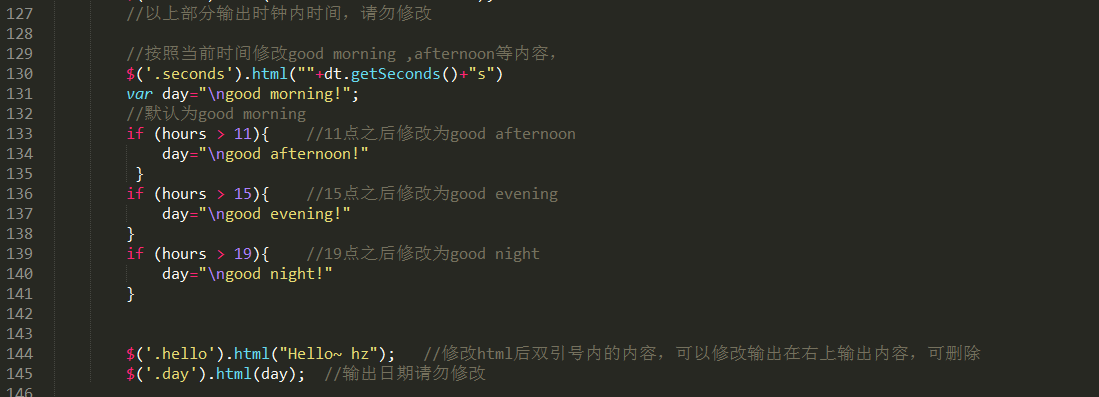 127 //以上部分输出时钟内时间，请勿修改
128
129 //按照当前时间修改good morning ,afternoon等内容，
130 $('.seconds').html(""+dt.getSeconds()+"s")
131 var day="\ngood morning!";
132 //默认为good morning
133 if (hours > 11){    //11点之后修改为good afternoon
134     day="\ngood afternoon!"
135  }
136 if (hours > 15){    //15点之后修改为good evening
137     day="\ngood evening!"
138 }
139 if (hours > 19){    //19点之后修改为good night
140     day="\ngood night!"
141 }
142
143
144 $('.hello').html("Hello~ hz");   //修改html后双引号内的内容，可以修改输出在右上输出内容，可删除
145 $('.day').html(day);  //输出日期请勿修改
146